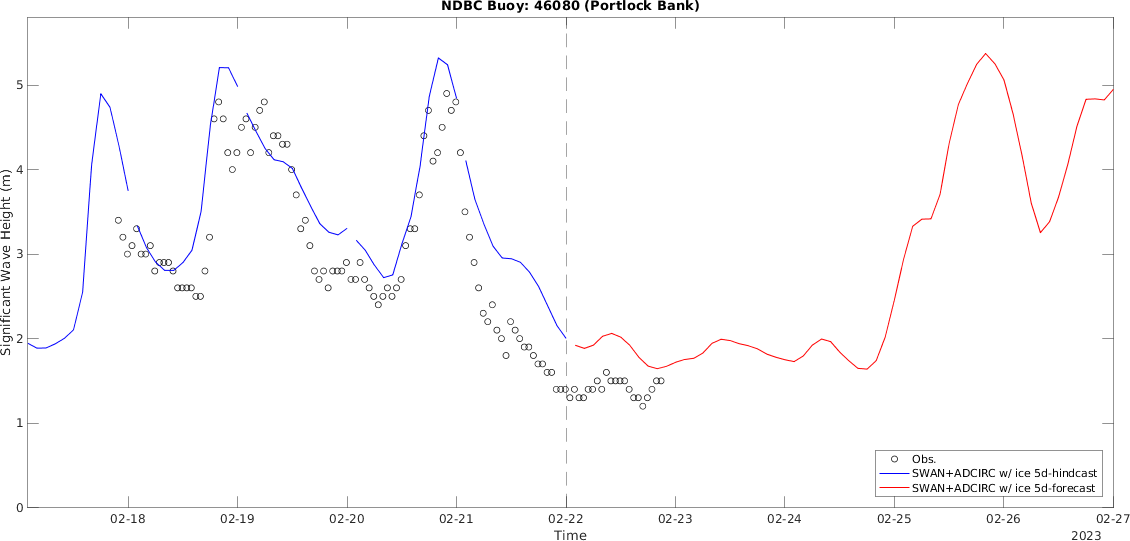 NDBC Buoy: 46080 (Portlock Bank)
5
4
3
2
1
0
Significant Wave Height (m)
Obs.
SWAN+ADCIRC w/ ice 5d-hindcast
SWAN+ADCIRC w/ ice 5d-forecast
02-18 02-19 02-20 02-21 02-22 02-23 02-24 02-25 02-26 02-27
Time
2023